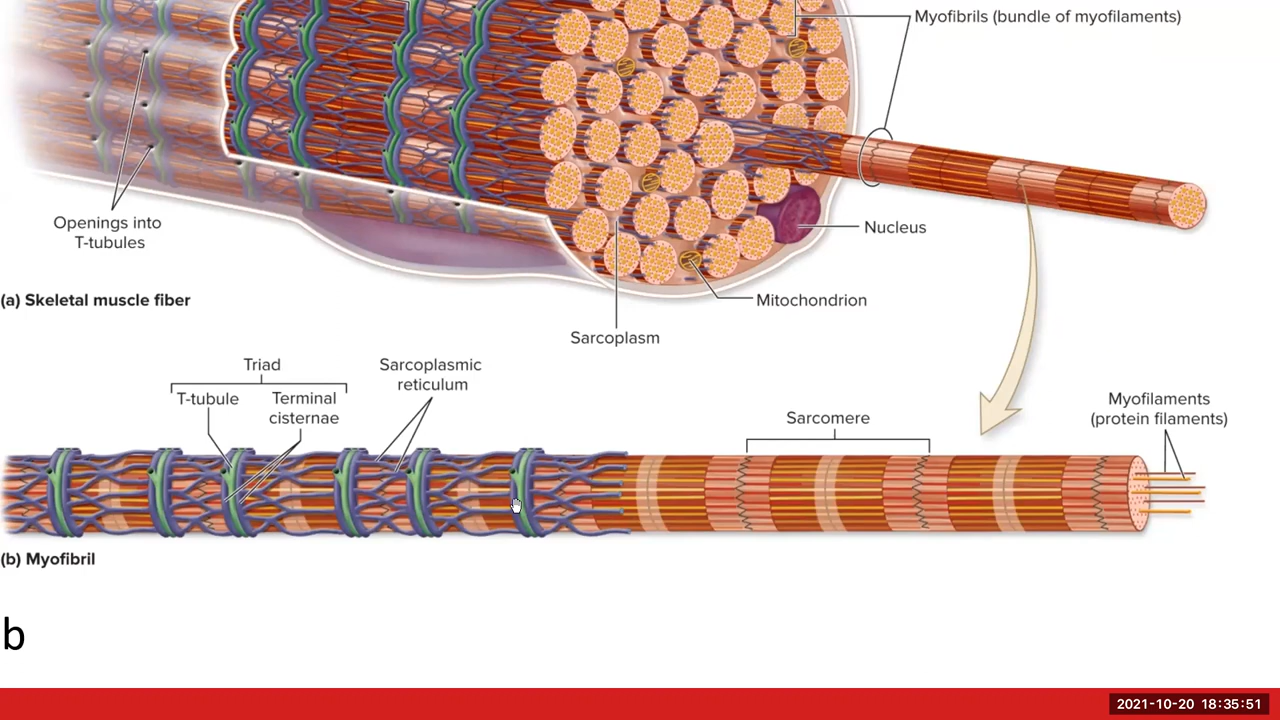 Myofibrils (bundle of myofilaments)
Openings into
T-tubules
Nucleus
Mitochondrion
(a) Skeletal muscle fiber
Sarcoplasm
Triad
T-tubule
Terminal
cisternae
Sarcoplasmic
reticulum
Sarcomere
Myofilaments
(protein filaments)
(b) Myofibril
b
2021-10-20 18:35:51